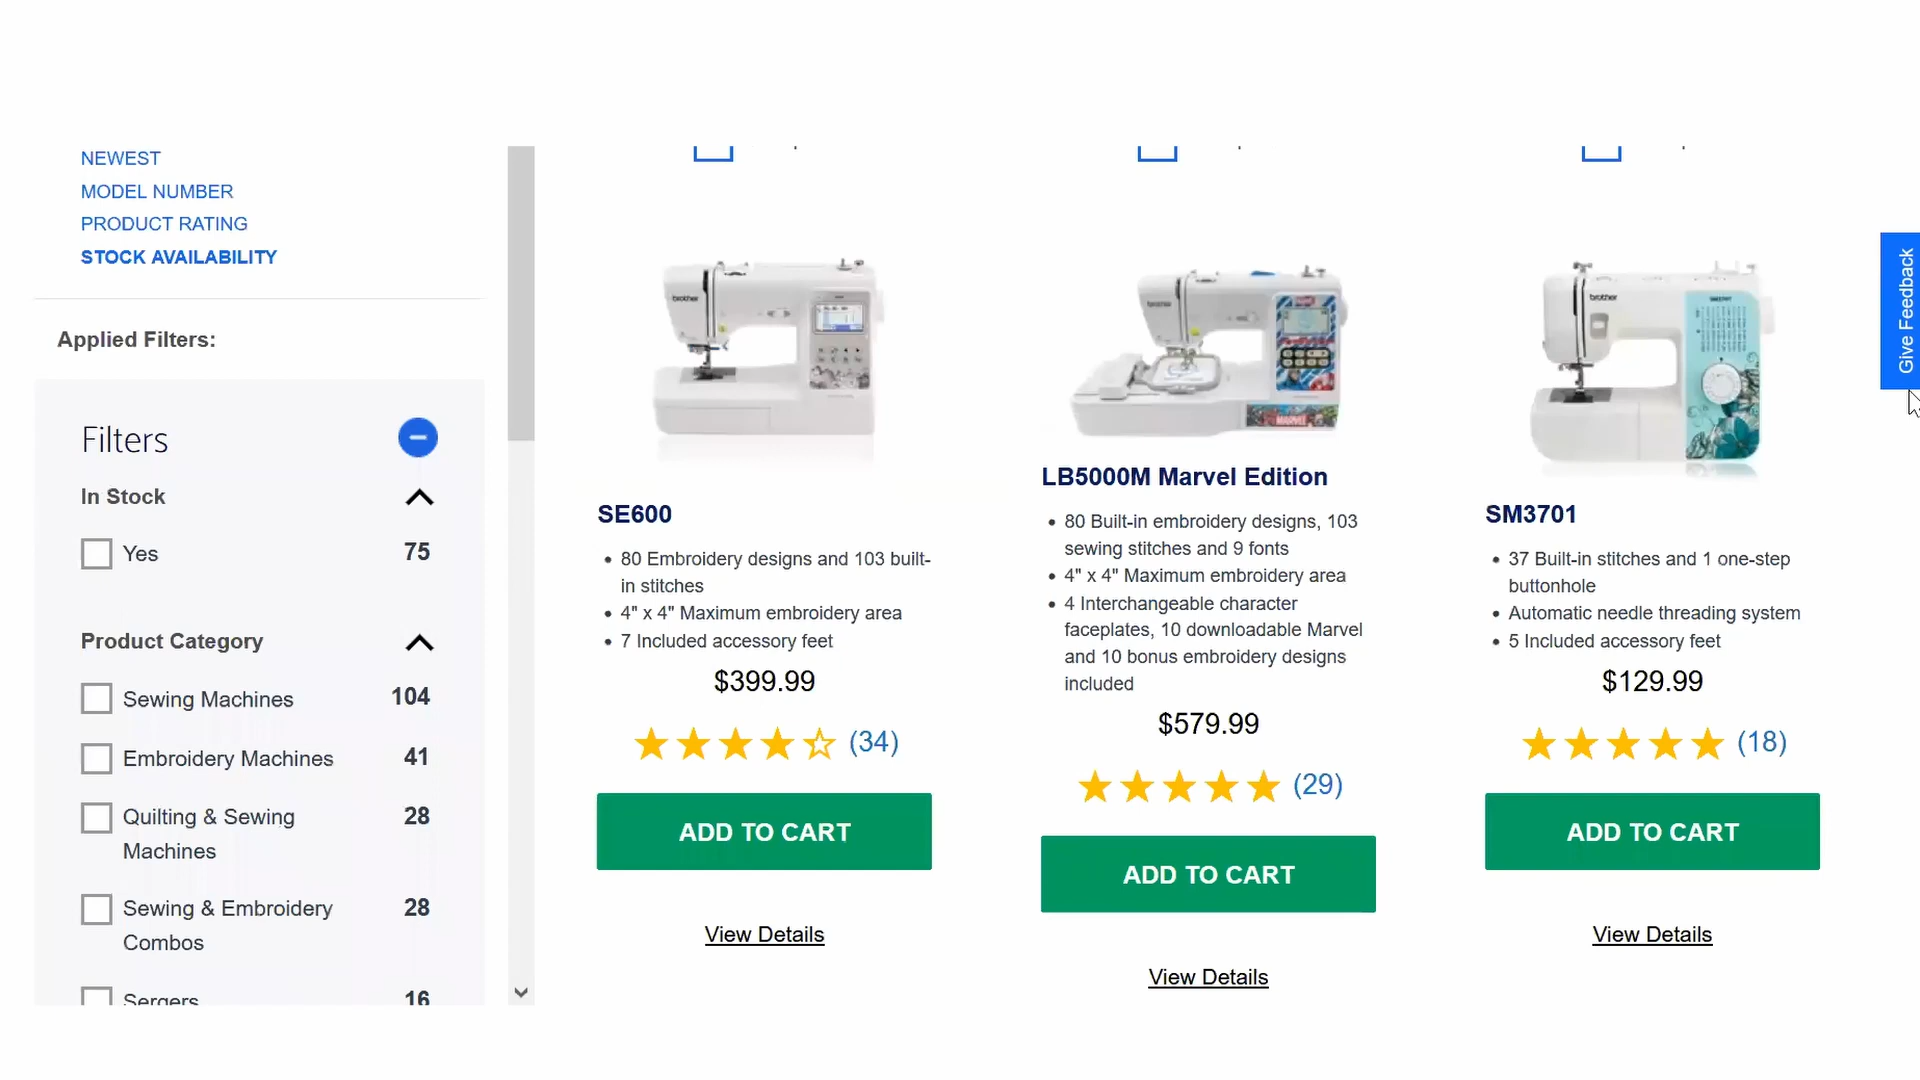 NEWEST
MODEL NUMBER
PRODUCT RATING
STOCK AVAILABILITY
Applied Filters:
Filters
In Stock
Yes 75
Product Category
Sewing Machines 104
Embroidery Machines 41
Quilting & Sewing 28
Machines
Sewing & Embroidery 28
Combos
Sergers 16
brother
SE600
80 Embroidery designs and 103 built-
in stitches
4" x 4" Maximum embroidery area
7 Included accessory feet
$399.99
(34)
ADD TO CART
View Details
brother
MARVEL
LB5000M Marvel Edition
80 Built-in embroidery designs, 103
sewing stitches and 9 fonts
4" x 4" Maximum embroidery area
4 Interchangeable character
faceplates, 10 downloadable Marvel
and 10 bonus embroidery designs
included
$579.99
(29)
ADD TO CART
View Details
brother
SM3701
SM3701
37 Built-in stitches and 1 one-step
buttonhole
Automatic needle threading system
5 Included accessory feet
$129.99
(18)
ADD TO CART
View Details
Give Feedback